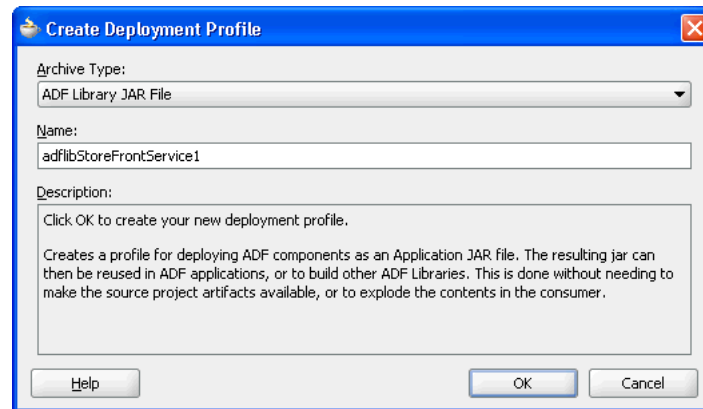 Create Deployment Profile
Archive Type:
ADF Library JAR File
Name:
adflibStoreFrontService1
Description:
Click OK to create your new deployment profile.
Creates a profile for deploying ADF components as an Application JAR file. The resulting jar can
then be reused in ADF applications, or to build other ADF Libraries. This is done without needing to
make the source project artifacts available, or to explode the contents in the consumer.
Help
OK
Cancel